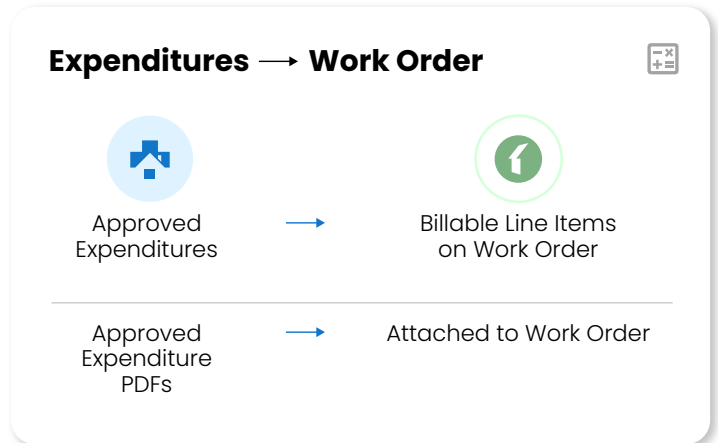 Expenditures → Work Order
Approved
Expenditures
→
Billable Line Items
on Work Order
Approved
Expenditure
PDFs
→
Attached to Work Order